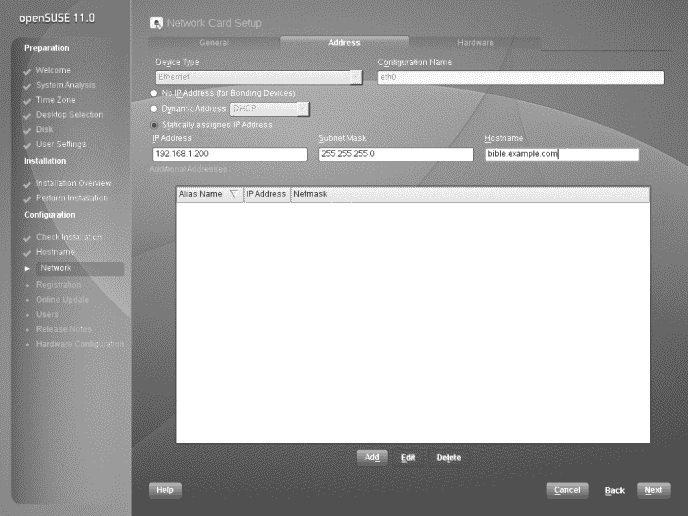 openSUSE 11.0
Preparation
Welcome
System Analysis
Time Zone
Desktop Selection
Disk
User Settings
Installation
Installation Overview
Perform Installation
Configuration
Check Installation
Hostname
Network
Registration
Online Update
Users
Release Notes
Hardware Configuration
Network Card Setup
General Address Hardware
Device Type Configuration Name
Ethernet eth0
No IP Address (for Bonding Devices)
Dynamic Address DHCP
Statically assigned IP Address
IP Address Subnet Mask Hostname
192.168.1.200 255.255.255.0 bible.example.com
Additional Addresses
Alias Name IP Address Netmask
Add Edit Delete
Help Cancel Back Next